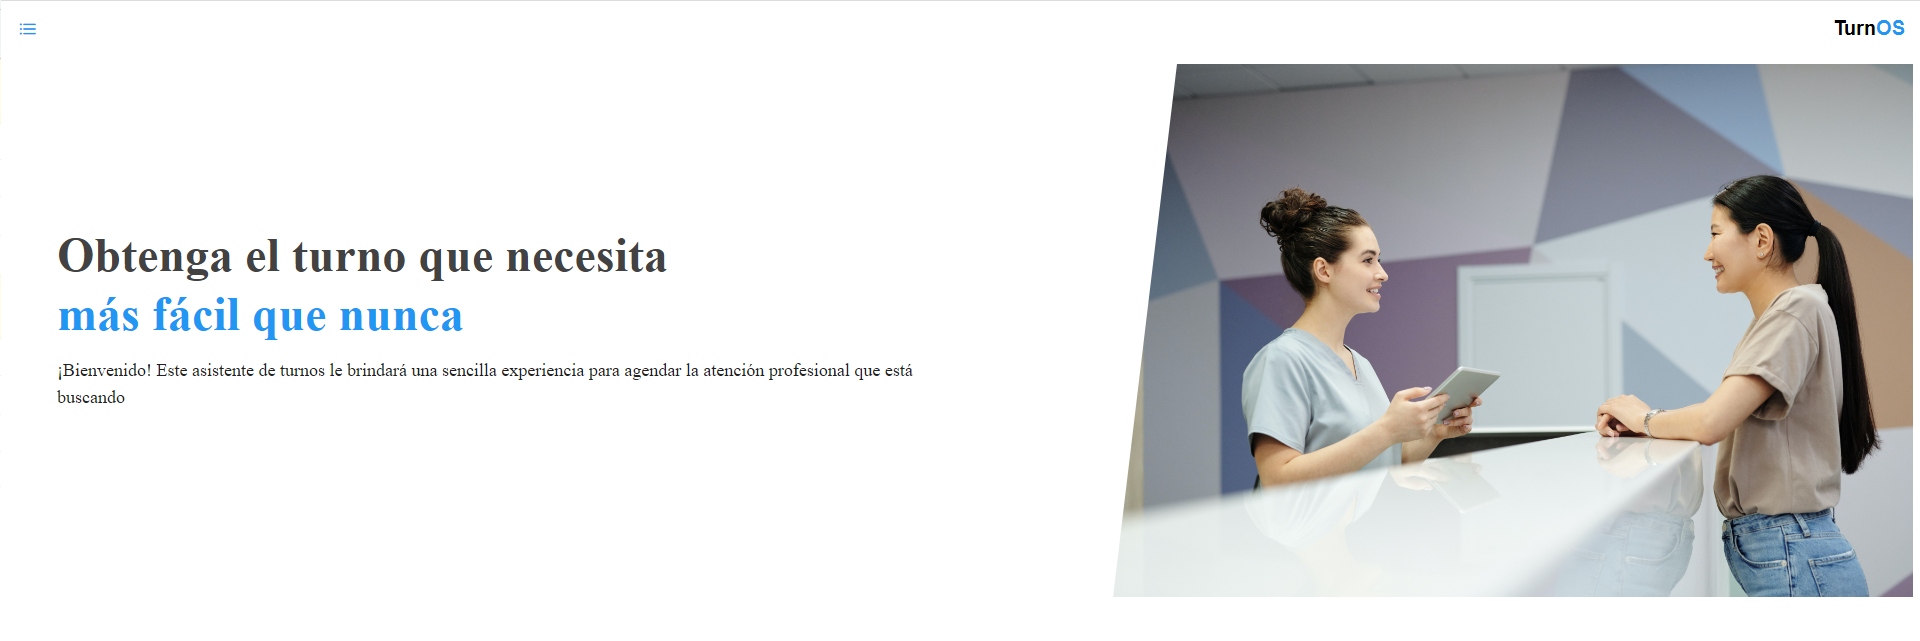 TurnOS
Obtenga el turno que necesita
más fácil que nunca
¡Bienvenido! Este asistente de turnos le brindará una sencilla experiencia para agendar la atención profesional que está
buscando